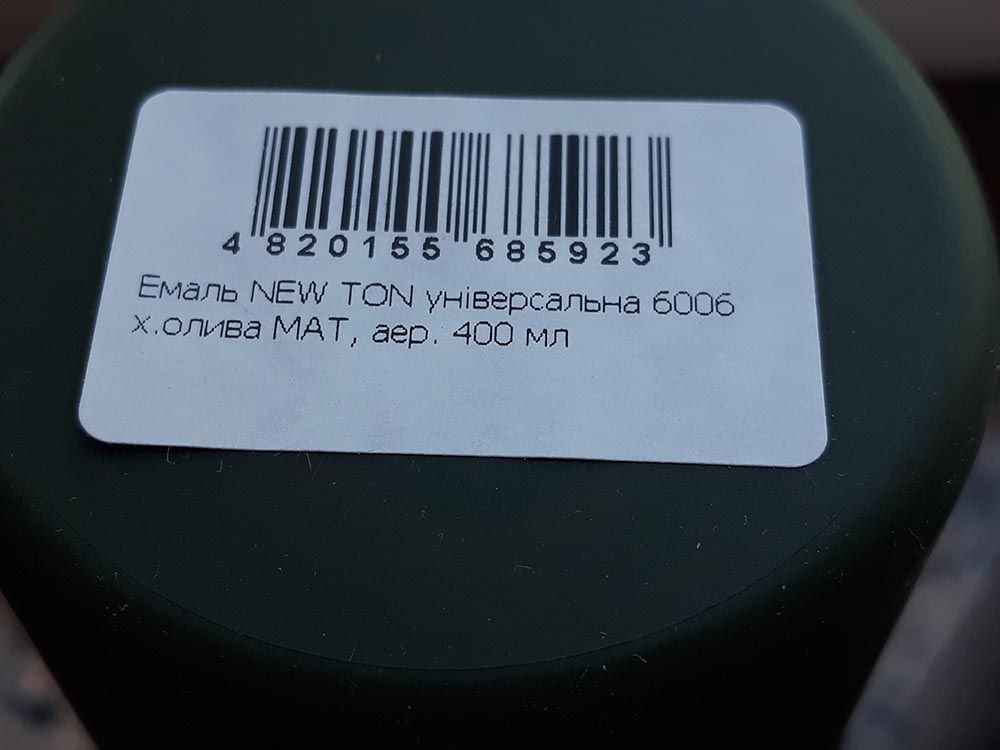 4 820155 685923
Емаль NEW TON універсальна 6006
х.олива МАТ, аер. 400 мл